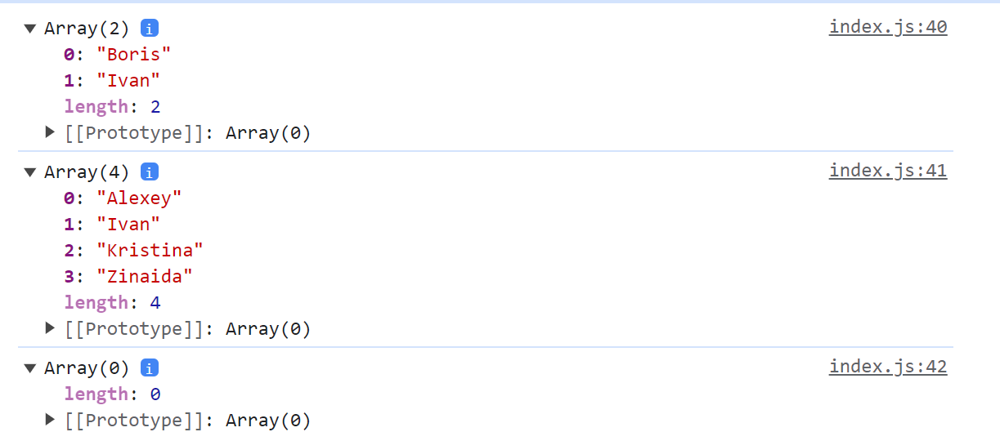 Array(2) i index.js:40
0: "Boris"
1: "Ivan"
length: 2
[[Prototype]]: Array(0)
Array(4) i index.js:41
0: "Alexey"
1: "Ivan"
2: "Kristina"
3: "Zinaida"
length: 4
[[Prototype]]: Array(0)
Array(0) i index.js:42
length: 0
[[Prototype]]: Array(0)